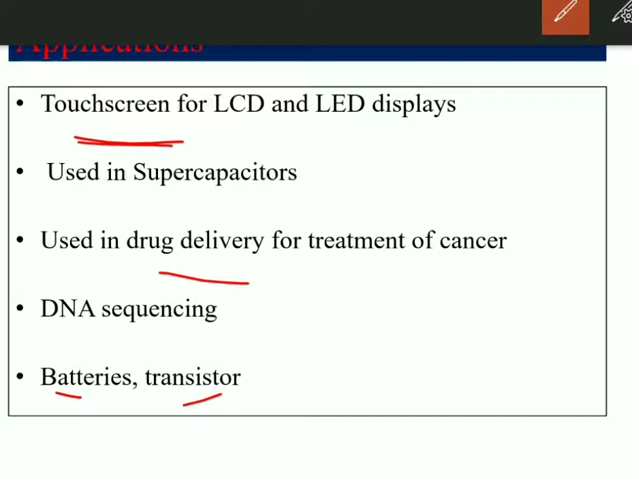 Applications
• Touchscreen for LCD and LED displays
• Used in Supercapacitors
• Used in drug delivery for treatment of cancer
• DNA sequencing
• Batteries, transistor